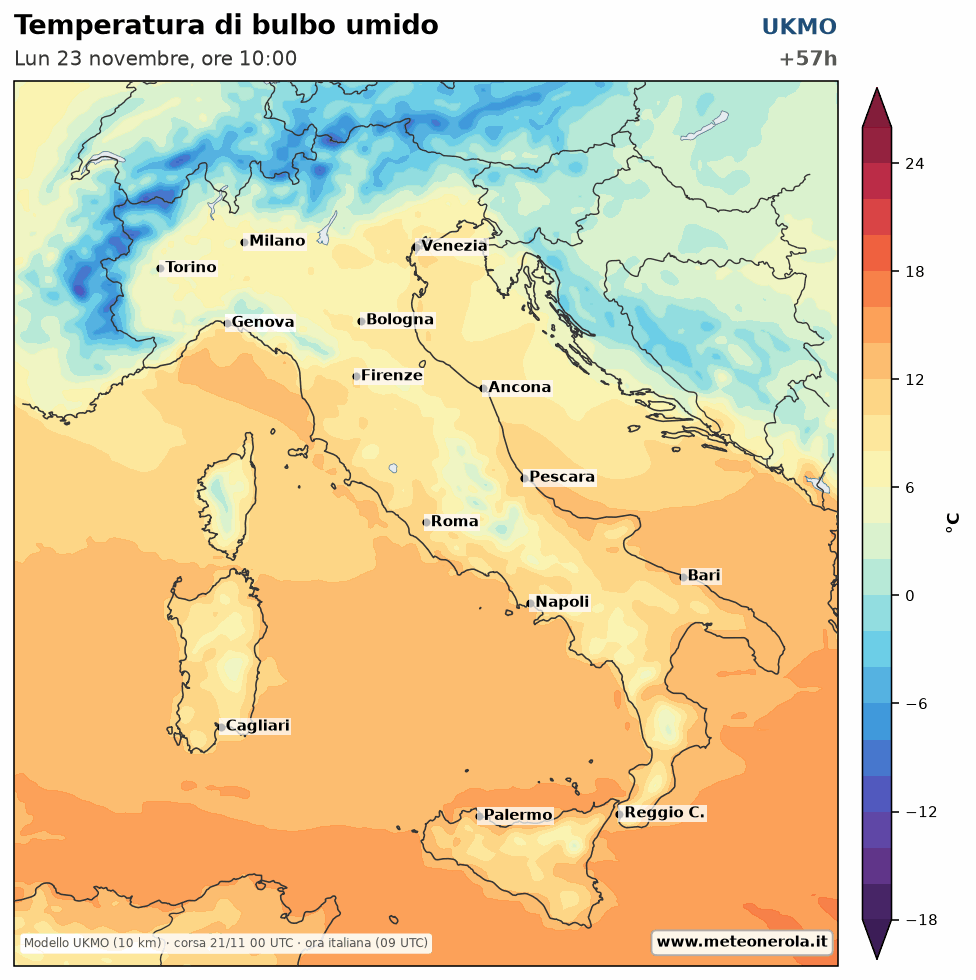 Temperatura di bulbo umido
UKMO
Lun 23 novembre, ore 10:00
+57h
Milano
Venezia
Torino
Genova
Bologna
Firenze
Ancona
Pescara
Roma
Bari
Napoli
Cagliari
Palermo
Reggio C.
24
18
12
6
0
−6
−12
−18
°C
Modello UKMO (10 km) · corsa 21/11 00 UTC · ora italiana (09 UTC)
www.meteonerola.it